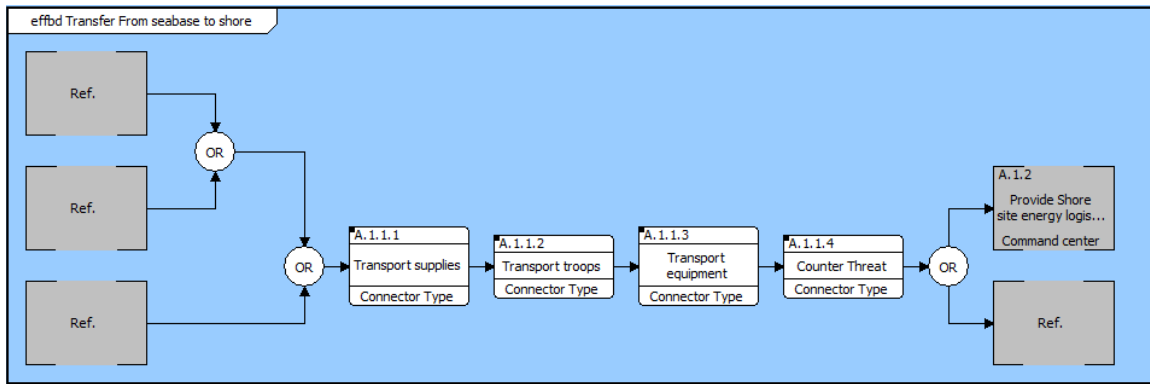 effbd Transfer From seabase to shore
Ref.
OR
Ref.
Ref.
OR
A.1.1.1
Transport supplies
Connector Type
A.1.1.2
Transport troops
Connector Type
A.1.1.3
Transport
equipment
Connector Type
A.1.1.4
Counter Threat
Connector Type
OR
A.1.2
Provide Shore
site energy logis...
Command center
Ref.